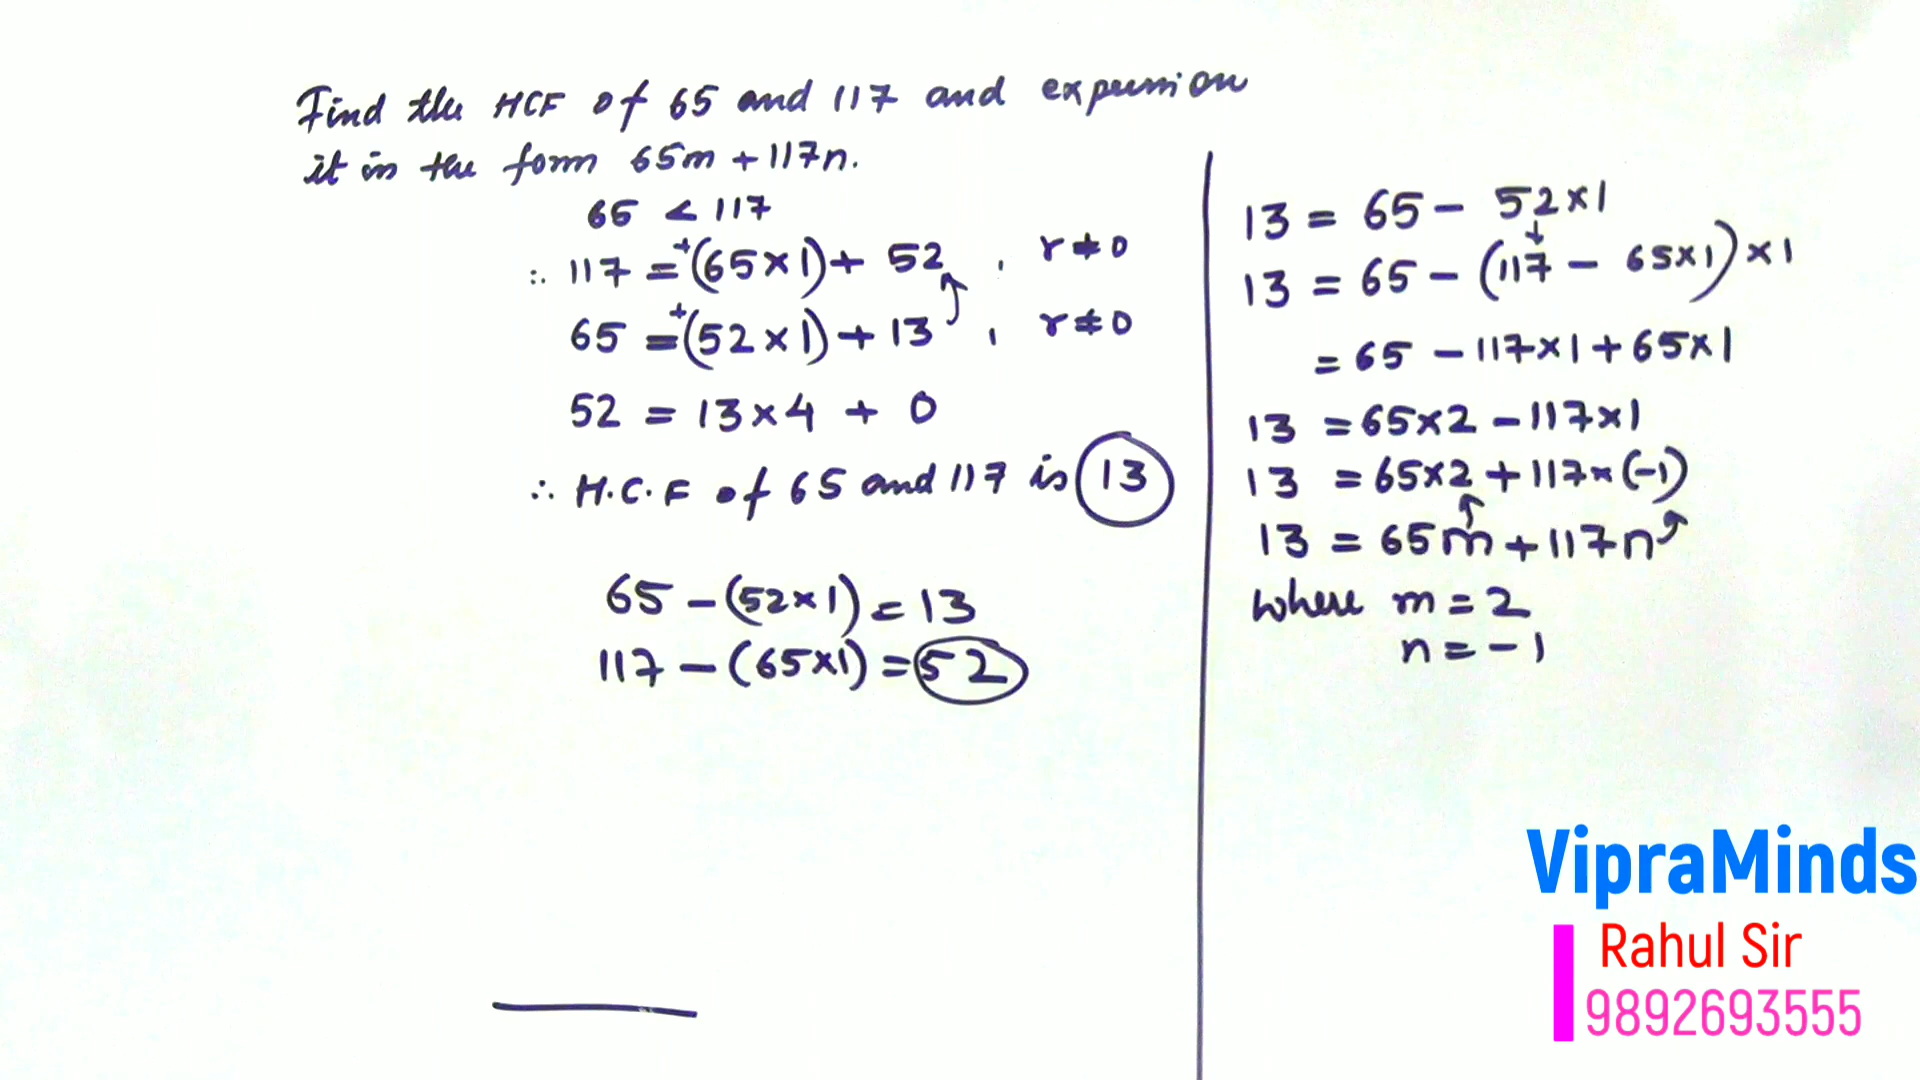 Find the HCF of 65 and 117 and expression
it in the form 65m + 117n.
65 < 117
∴ 117 = (65×1) + 52 , r ≠ 0
65 = (52×1) + 13 , r ≠ 0
52 = 13×4 + 0
∴ H.C.F of 65 and 117 is 13
65 − (52×1) = 13
117 − (65×1) = 52
13 = 65 − 52×1
13 = 65 − (117 − 65×1)×1
= 65 − 117×1 + 65×1
13 = 65×2 − 117×1
13 = 65×2 + 117×(−1)
13 = 65m + 117n
where m = 2
n = −1
VipraMinds
Rahul Sir
9892693555